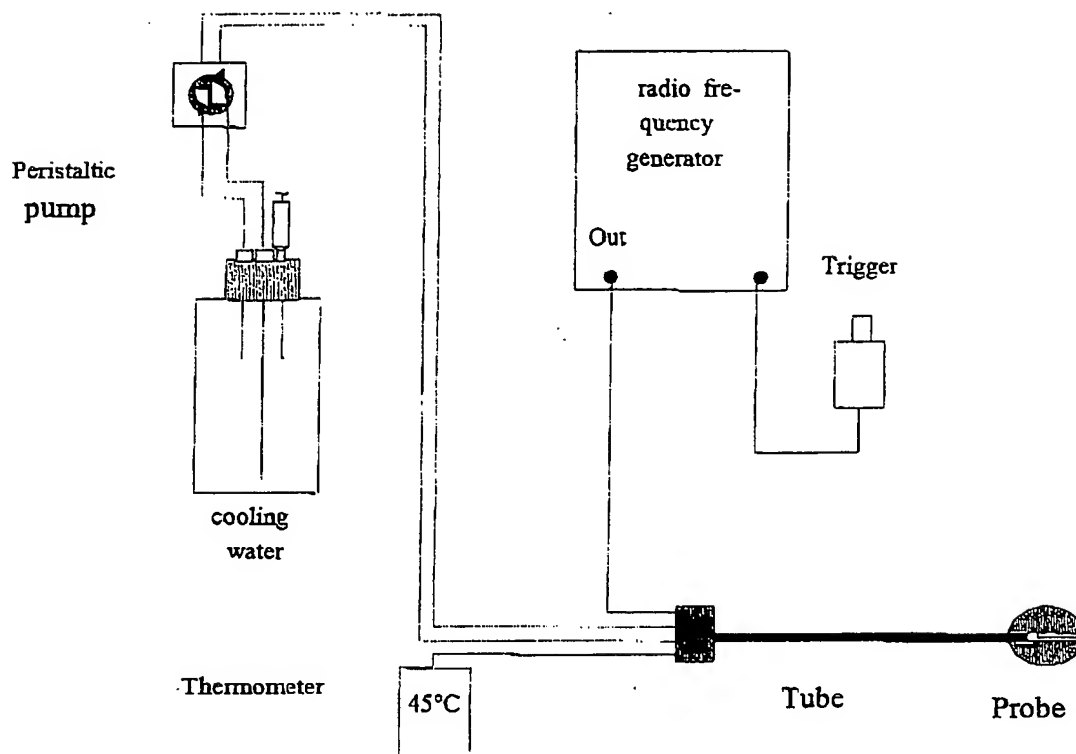 radio fre-
quency
generator
Peristaltic
pump
Out
Trigger
cooling
water
Thermometer
45°C
Tube
Probe